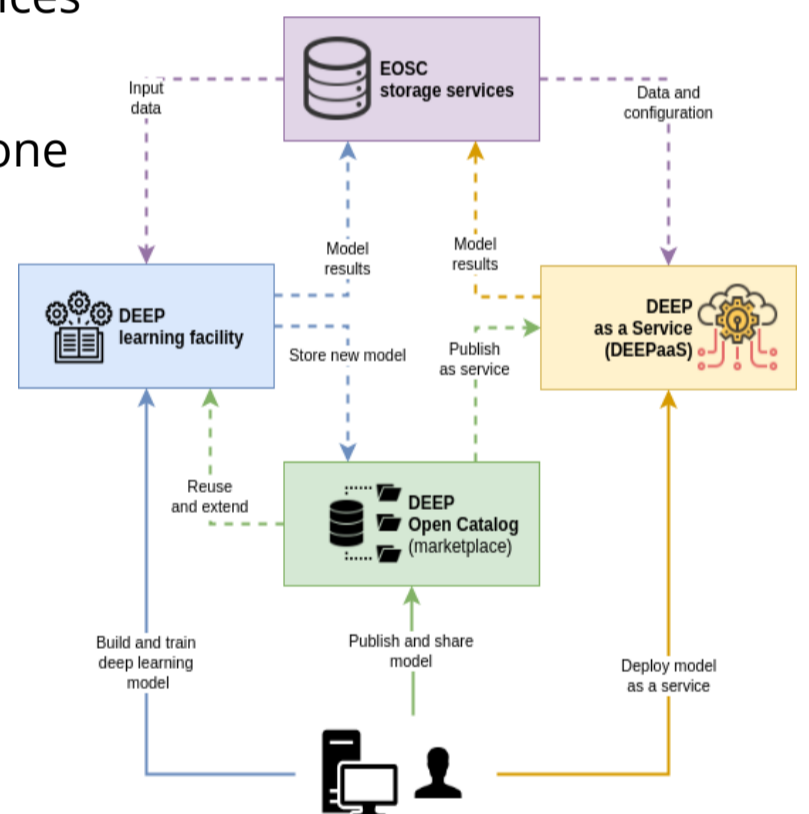 ices
one
EOSC
storage services
Input
data
Data and
configuration
Model
results
Model
results
DEEP
learning facility
DEEP
as a Service
(DEEPaaS)
Store new model
Publish
as service
Reuse
and extend
DEEP
Open Catalog
(marketplace)
Build and train
deep learning
model
Publish and share
model
Deploy model
as a service